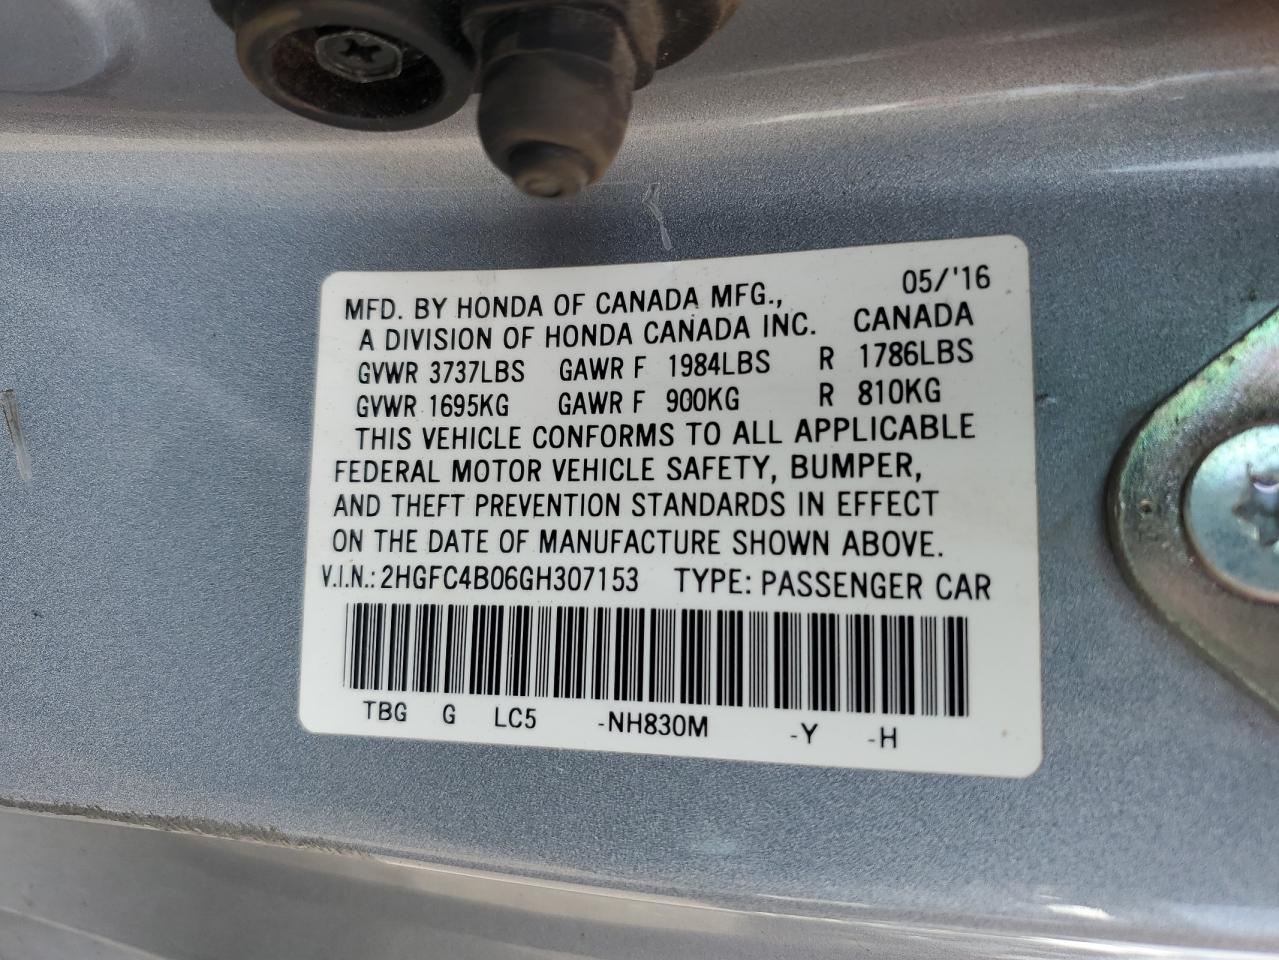 05/'16
MFD. BY HONDA OF CANADA MFG.,
A DIVISION OF HONDA CANADA INC. CANADA
GVWR 3737LBS GAWR F 1984LBS R 1786LBS
GVWR 1695KG GAWR F 900KG R 810KG
THIS VEHICLE CONFORMS TO ALL APPLICABLE
FEDERAL MOTOR VEHICLE SAFETY, BUMPER,
AND THEFT PREVENTION STANDARDS IN EFFECT
ON THE DATE OF MANUFACTURE SHOWN ABOVE.
V.I.N.: 2HGFC4B06GH307153 TYPE: PASSENGER CAR
TBG G LC5 -NH830M -Y -H